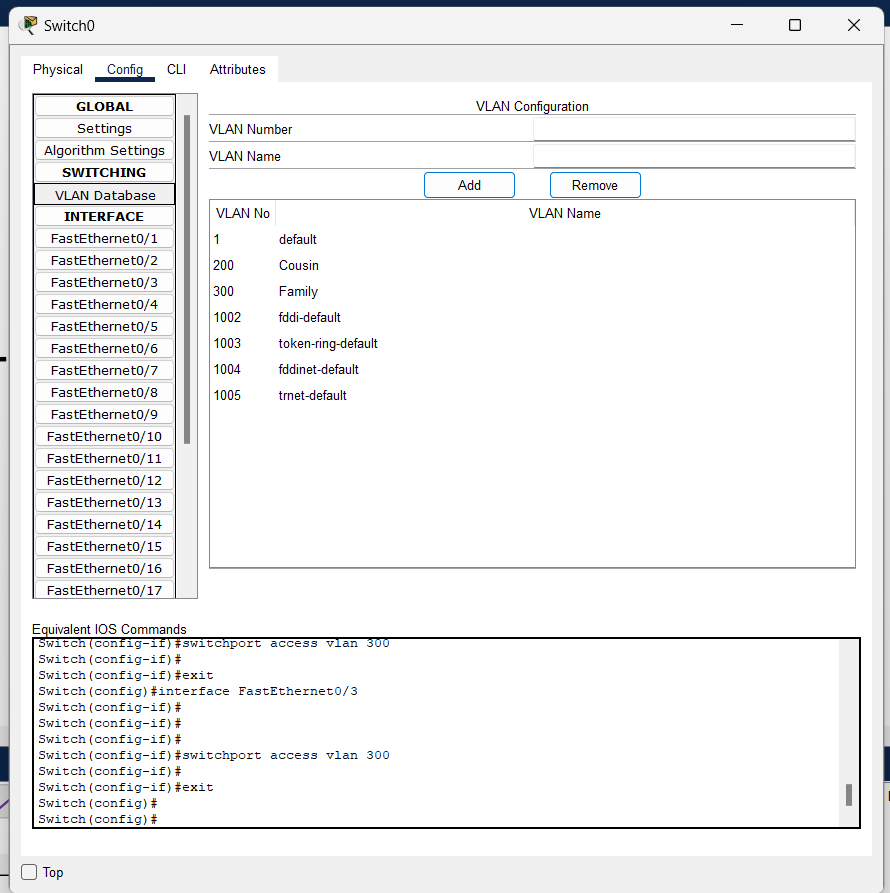 Switch0
Physical Config CLI Attributes
GLOBAL
Settings
Algorithm Settings
SWITCHING
VLAN Database
INTERFACE
FastEthernet0/1
FastEthernet0/2
FastEthernet0/3
FastEthernet0/4
FastEthernet0/5
FastEthernet0/6
FastEthernet0/7
FastEthernet0/8
FastEthernet0/9
FastEthernet0/10
FastEthernet0/11
FastEthernet0/12
FastEthernet0/13
FastEthernet0/14
FastEthernet0/15
FastEthernet0/16
FastEthernet0/17
VLAN Configuration
VLAN Number
VLAN Name
Add Remove
VLAN No VLAN Name
1 default
200 Cousin
300 Family
1002 fddi-default
1003 token-ring-default
1004 fddinet-default
1005 trnet-default
Equivalent IOS Commands
Switch(config-if)#switchport access vlan 300
Switch(config-if)#
Switch(config-if)#exit
Switch(config)#interface FastEthernet0/3
Switch(config-if)#
Switch(config-if)#
Switch(config-if)#
Switch(config-if)#switchport access vlan 300
Switch(config-if)#
Switch(config-if)#exit
Switch(config)#
Switch(config)#
Top